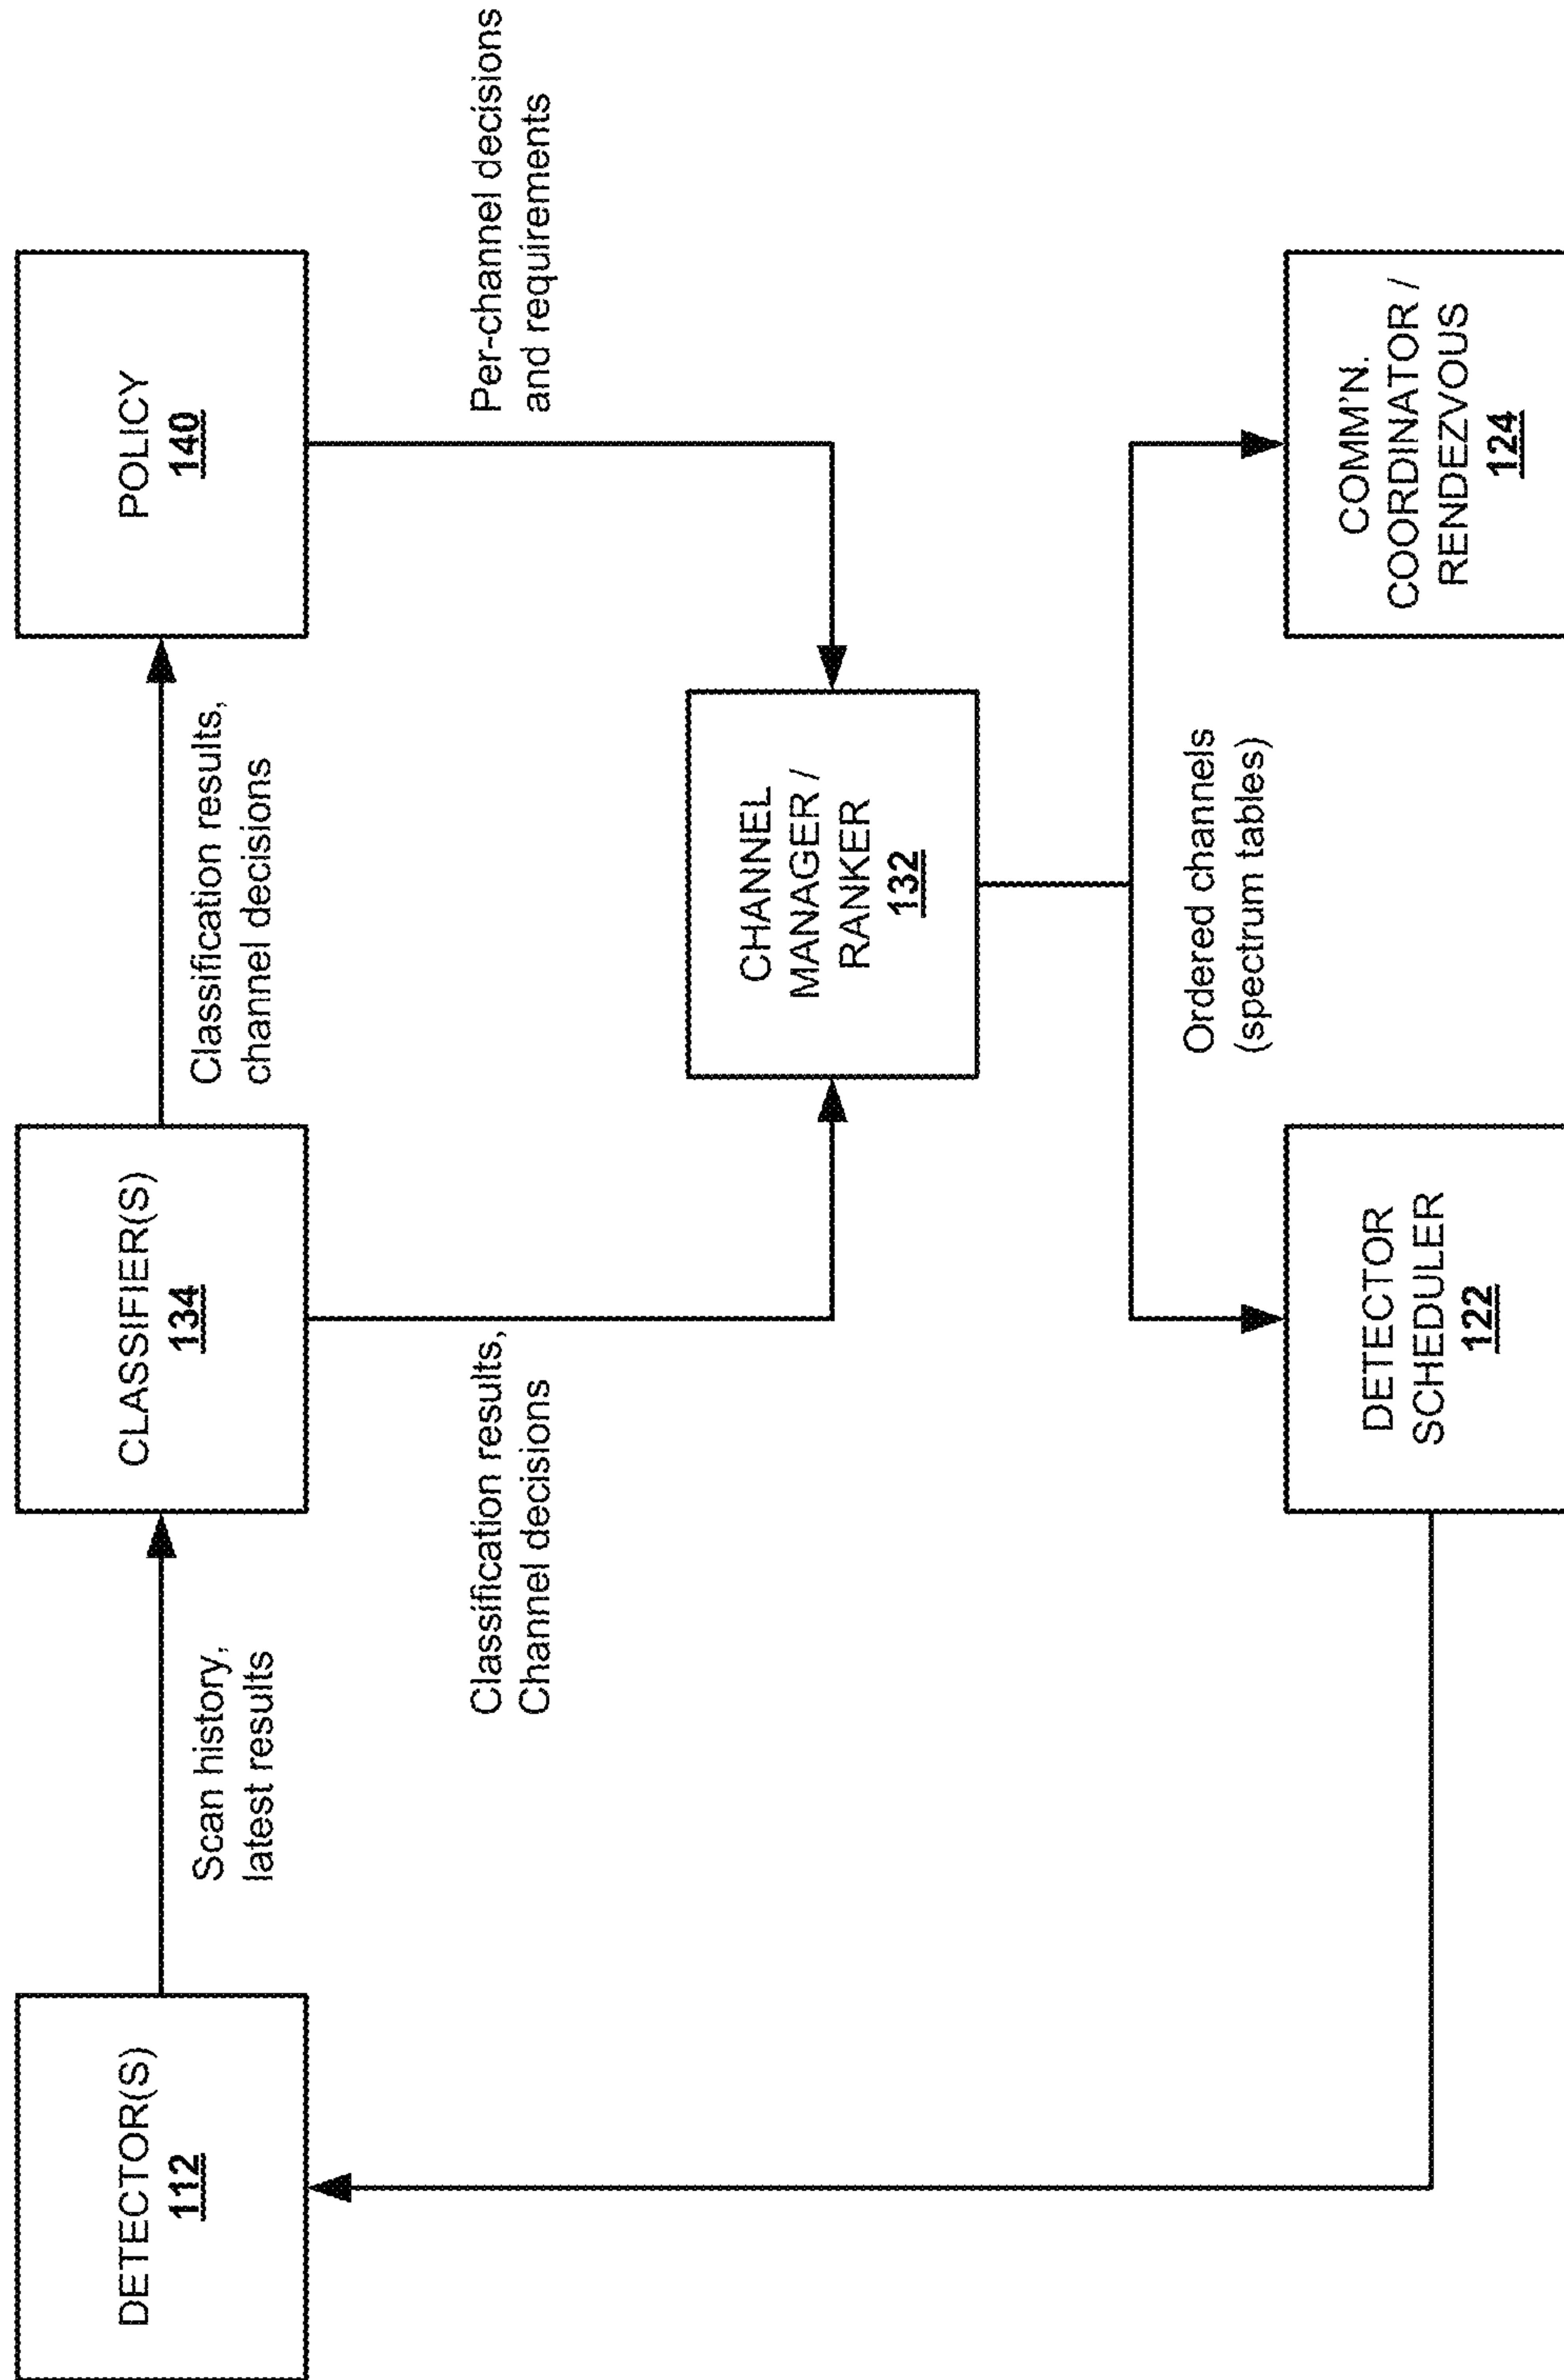 DETECTOR(S)
112
Scan history,
latest results
CLASSIFIER(S)
134
Classification results,
channel decisions
POLICY
140
Classification results,
Channel decisions
Per-channel decisions
and requirements
CHANNEL
MANAGER /
RANKER
132
Ordered channels
(spectrum tables)
DETECTOR
SCHEDULER
122
COMM'N.
COORDINATOR /
RENDEZVOUS
124